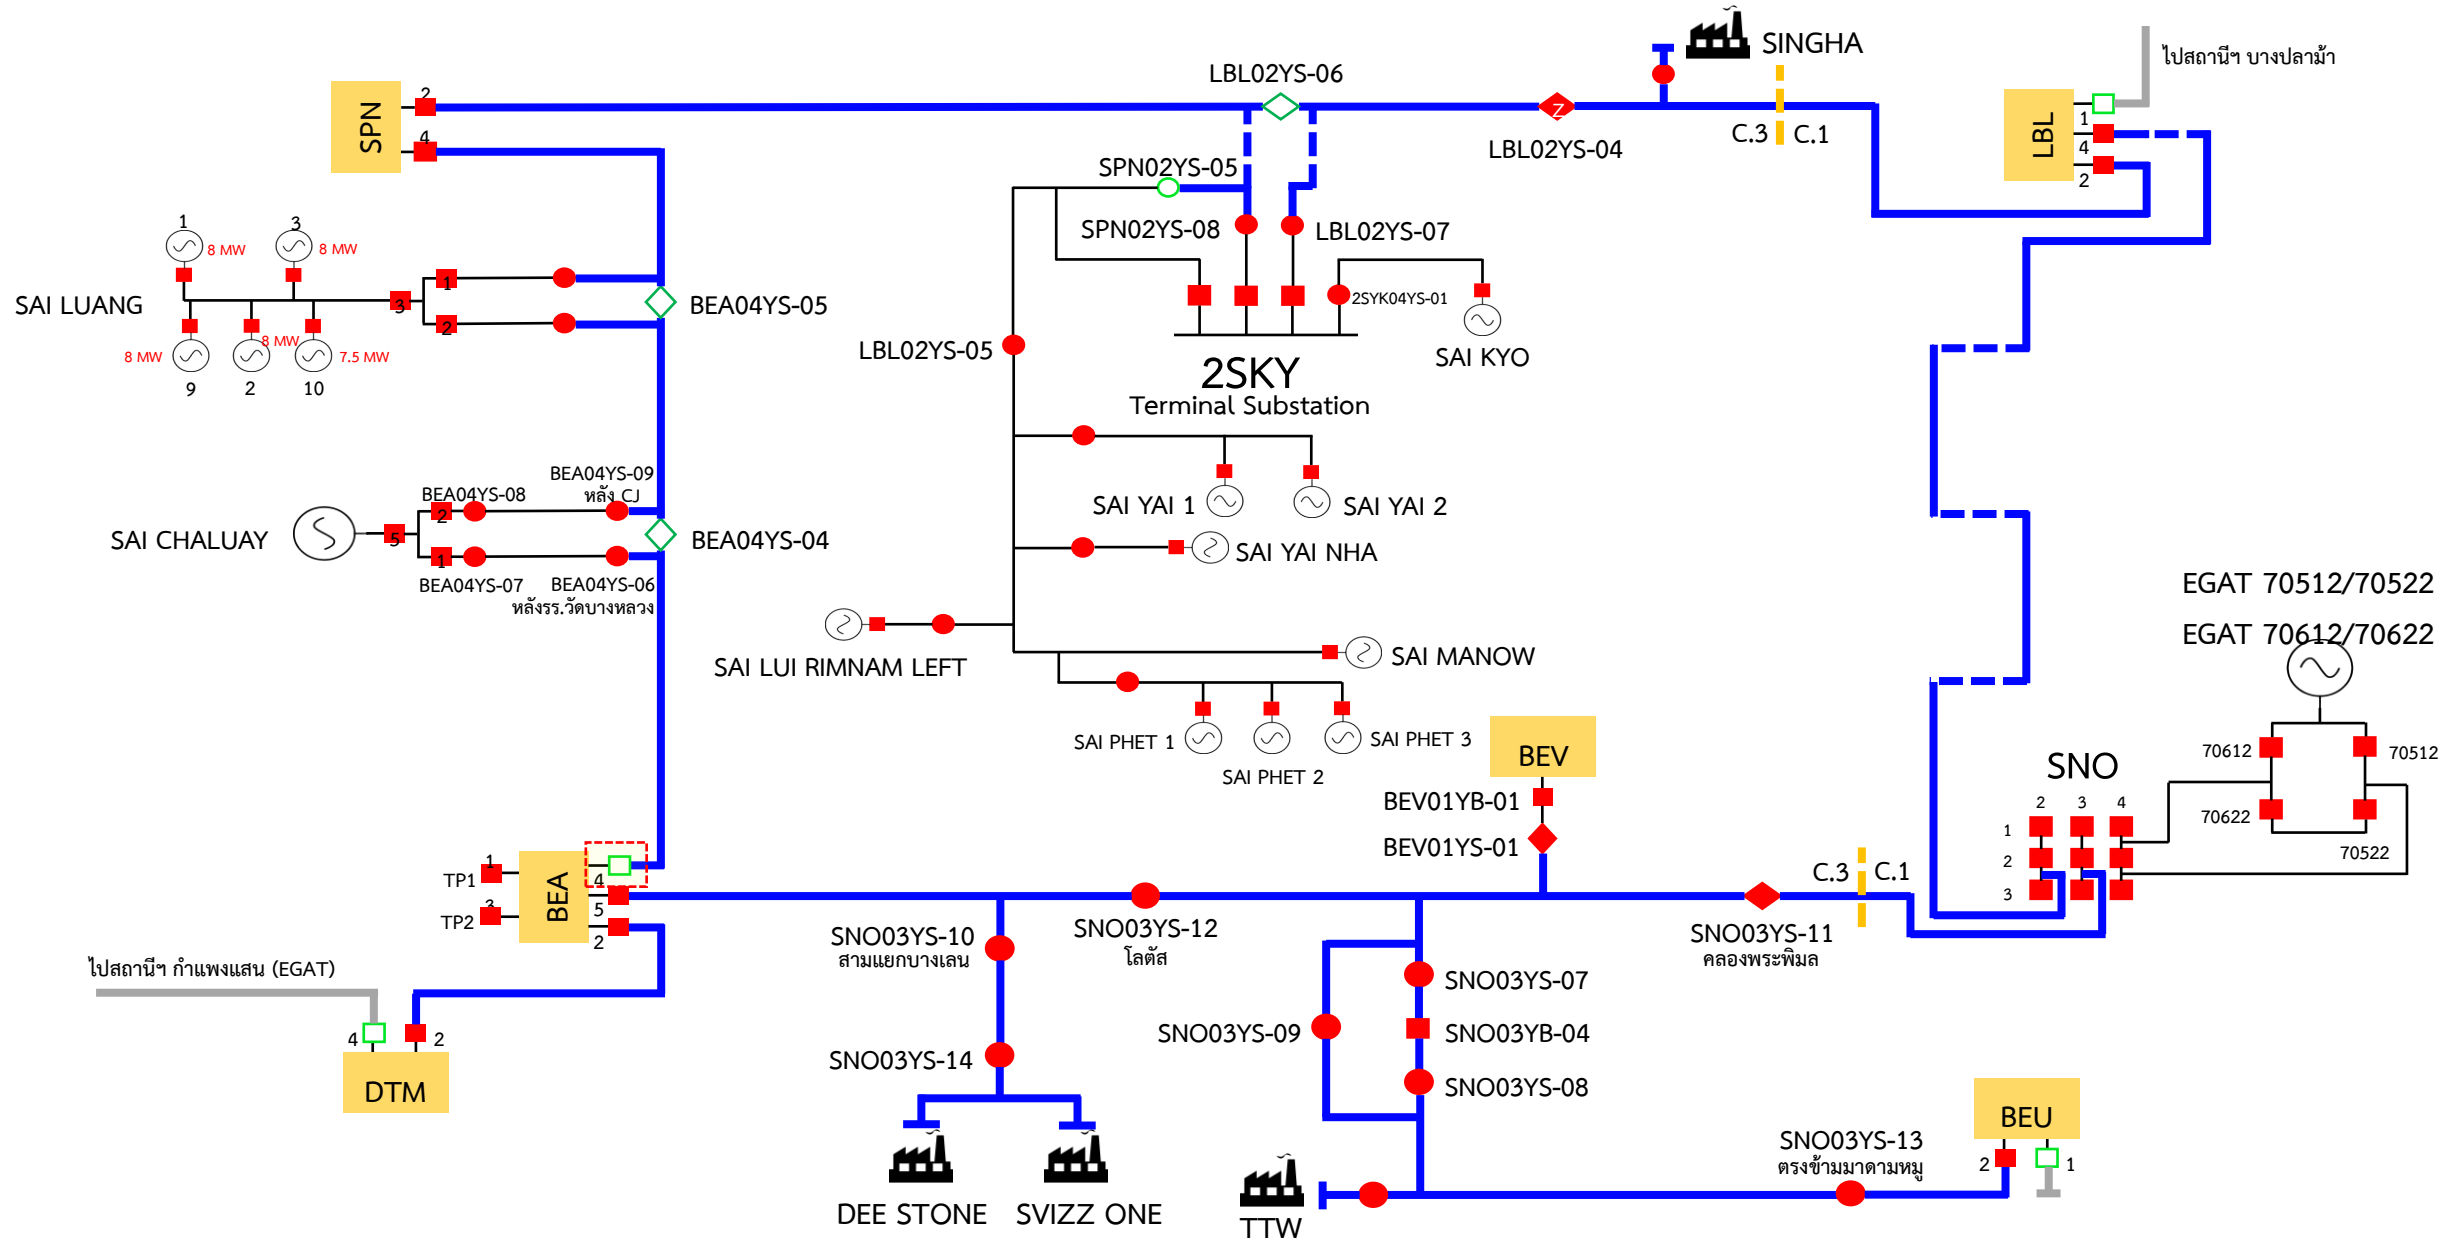 SINGHA
ไปสถานีฯ บางปลาม้า
LBL02YS-06
SPN
2
4
LBL02YS-04
Z
C.3
C.1
LBL
1
4
2
SPN02YS-05
SPN02YS-08
LBL02YS-07
1
8 MW
3
8 MW
SAI LUANG
1
3
2
BEA04YS-05
2SYK04YS-01
8 MW
8 MW
7.5 MW
9
2
10
LBL02YS-05
SAI KYO
2SKY
Terminal Substation
BEA04YS-09
หลัง CJ
BEA04YS-08
2
SAI CHALUAY
5
1
BEA04YS-04
BEA04YS-07
BEA04YS-06
หลังรร.วัดบางหลวง
SAI YAI 1
SAI YAI 2
SAI YAI NHA
SAI LUI RIMNAM LEFT
SAI MANOW
SAI PHET 1
SAI PHET 2
SAI PHET 3
EGAT 70512/70522
EGAT 70612/70622
70612
70512
70622
70522
SNO
2
3
4
1
2
3
BEV
BEV01YB-01
BEV01YS-01
C.3
C.1
TP1
1
TP2
3
BEA
4
5
2
SNO03YS-10
สามแยกบางเลน
SNO03YS-12
โลตัส
SNO03YS-11
คลองพระพิมล
ไปสถานีฯ กำแพงแสน (EGAT)
4
2
DTM
SNO03YS-14
SNO03YS-07
SNO03YS-09
SNO03YB-04
SNO03YS-08
DEE STONE
SVIZZ ONE
TTW
SNO03YS-13
ตรงข้ามมาดามหมู
BEU
2
1